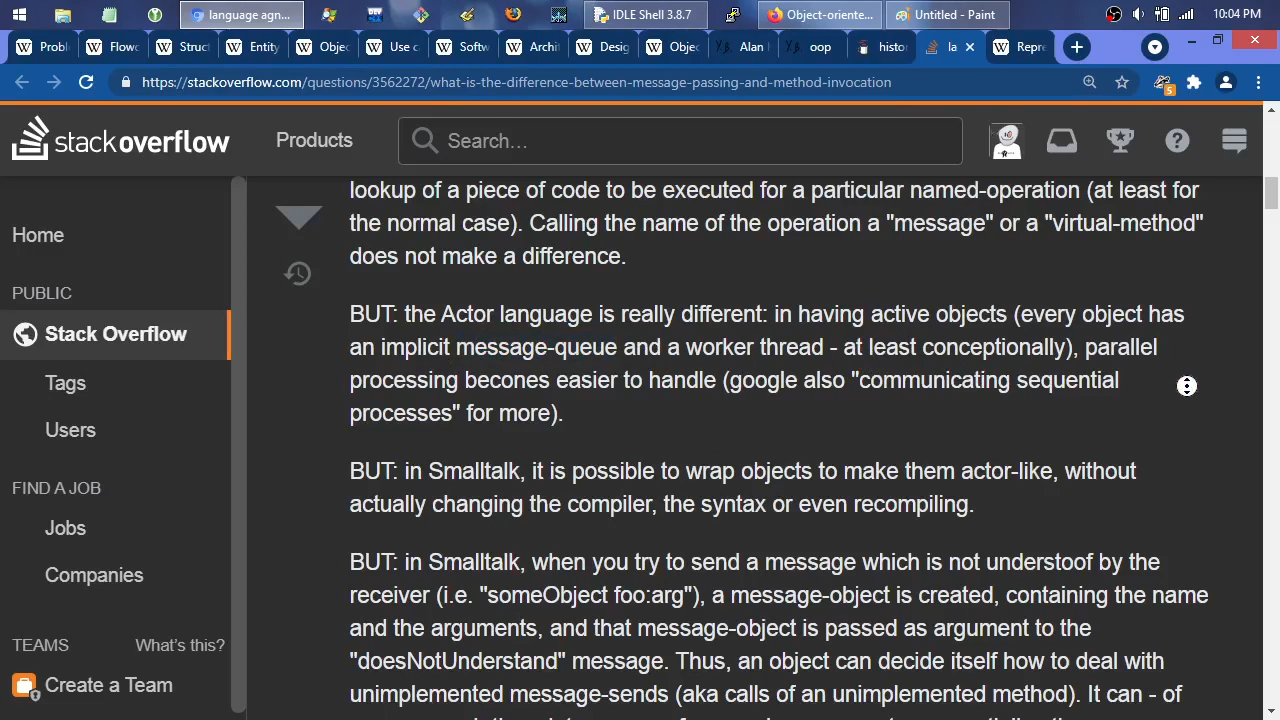 language agn...
IDLE Shell 3.8.7
Object-oriente...
Untitled - Paint
10:04 PM
Probl
Flow
Struct
Entity
Objec
Use c
Softw
Archi
Desig
Objec
Alan
oop
histor
la
Repre
https://stackoverflow.com/questions/3562272/what-is-the-difference-between-message-passing-and-method-invocation
5
stackoverflow
Products
Search...
Home
PUBLIC
Stack Overflow
Tags
Users
FIND A JOB
Jobs
Companies
TEAMS
What's this?
Create a Team
lookup of a piece of code to be executed for a particular named-operation (at least for
the normal case). Calling the name of the operation a "message" or a "virtual-method"
does not make a difference.
BUT: the Actor language is really different: in having active objects (every object has
an implicit message-queue and a worker thread - at least conceptionally), parallel
processing becomes easier to handle (google also "communicating sequential
processes" for more).
BUT: in Smalltalk, it is possible to wrap objects to make them actor-like, without
actually changing the compiler, the syntax or even recompiling.
BUT: in Smalltalk, when you try to send a message which is not understoof by the
receiver (i.e. "someObject foo:arg"), a message-object is created, containing the name
and the arguments, and that message-object is passed as argument to the
"doesNotUnderstand" message. Thus, an object can decide itself how to deal with
unimplemented message-sends (aka calls of an unimplemented method). It can - of